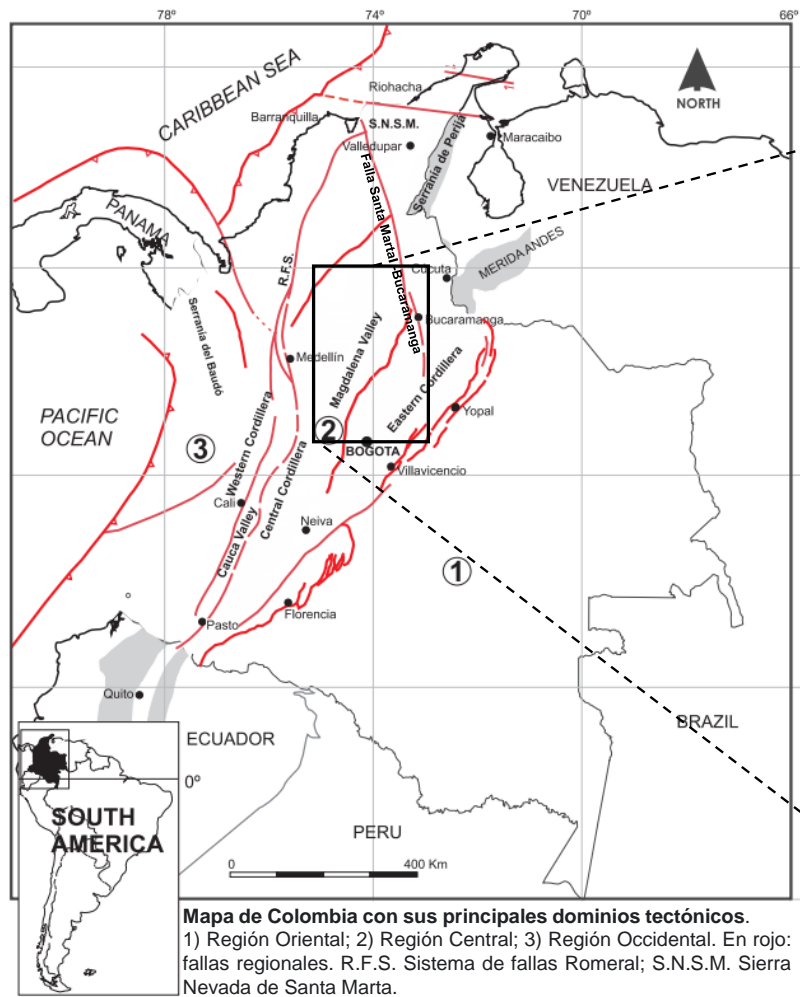 78º 74º 70º 66º
CARIBBEAN SEA
Riohacha
NORTH
Barranquilla
S.N.S.M.
Maracaibo
Valledupar
Serranía de Perijá
Falla Santa Martal -Bucaramanga
VENEZUELA
PANAMA
MERIDA ANDES
Cúcuta
R.F.S.
Bucaramanga
Serranía del Baudó
Magdalena Valley
Medellín
Eastern Cordillera
PACIFIC
OCEAN
Yopal
2
3
Western Cordillera
BOGOTA
Villavicencio
Central Cordillera
Cali
Neiva
Cauca Valley
1
Florencia
Pasto
Quito
BRAZIL
ECUADOR
0º
SOUTH
AMERICA
PERU
0 400 Km
Mapa de Colombia con sus principales dominios tectónicos.
1) Región Oriental; 2) Región Central; 3) Región Occidental. En rojo:
fallas regionales. R.F.S. Sistema de fallas Romeral; S.N.S.M. Sierra
Nevada de Santa Marta.